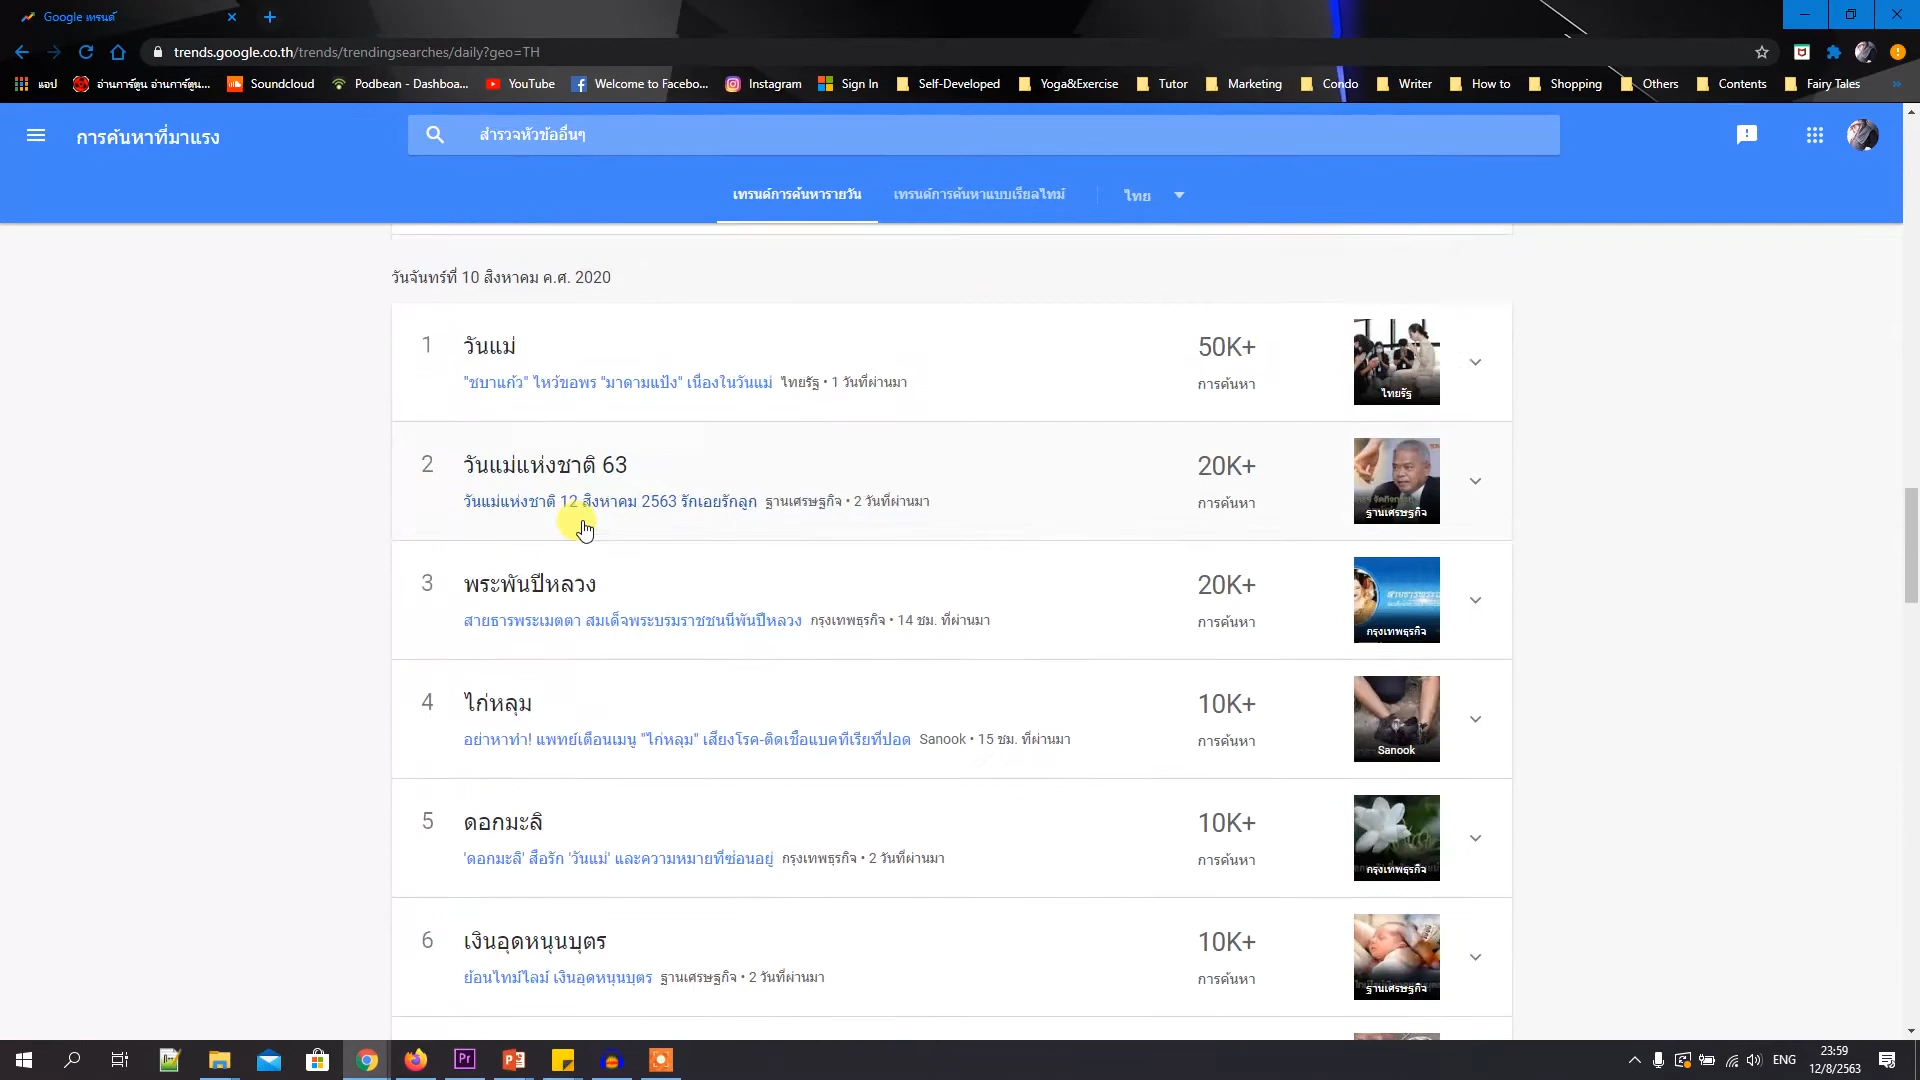 Google เทรนด์
trends.google.co.th/trends/trendingsearches/daily?geo=TH
แอป อ่านการ์ตูน อ่านการ์ตูน... Soundcloud Podbean - Dashboa... YouTube Welcome to Facebo... Instagram Sign In Self-Developed Yoga&Exercise Tutor Marketing Condo Writer How to Shopping Others Contents Fairy Tales »
การค้นหาที่มาแรง สำรวจหัวข้ออื่นๆ
เทรนด์การค้นหารายวัน เทรนด์การค้นหาแบบเรียลไทม์ ไทย
วันจันทร์ที่ 10 สิงหาคม ค.ศ. 2020
1 วันแม่ 50K+
"ชบาแก้ว" ไหว้ขอพร "มาดามแป้ง" เนื่องในวันแม่ ไทยรัฐ • 1 วันที่ผ่านมา การค้นหา
ไทยรัฐ
2 วันแม่แห่งชาติ 63 20K+
วันแม่แห่งชาติ 12 สิงหาคม 2563 รักเอยรักลูก ฐานเศรษฐกิจ • 2 วันที่ผ่านมา การค้นหา
ฐานเศรษฐกิจ
3 พระพันปีหลวง 20K+
สายธารพระเมตตา สมเด็จพระบรมราชชนนีพันปีหลวง กรุงเทพธุรกิจ • 14 ชม. ที่ผ่านมา การค้นหา
กรุงเทพธุรกิจ
4 ไก่หลุม 10K+
อย่าหาทำ! แพทย์เตือนเมนู "ไก่หลุม" เสี่ยงโรค-ติดเชื้อแบคทีเรียที่ปอด Sanook • 15 ชม. ที่ผ่านมา การค้นหา
Sanook
5 ดอกมะลิ 10K+
'ดอกมะลิ' สื่อรัก 'วันแม่' และความหมายที่ซ่อนอยู่ กรุงเทพธุรกิจ • 2 วันที่ผ่านมา การค้นหา
กรุงเทพธุรกิจ
6 เงินอุดหนุนบุตร 10K+
ย้อนไทม์ไลม์ เงินอุดหนุนบุตร ฐานเศรษฐกิจ • 2 วันที่ผ่านมา การค้นหา
ฐานเศรษฐกิจ
ENG 23:59
12/8/2563